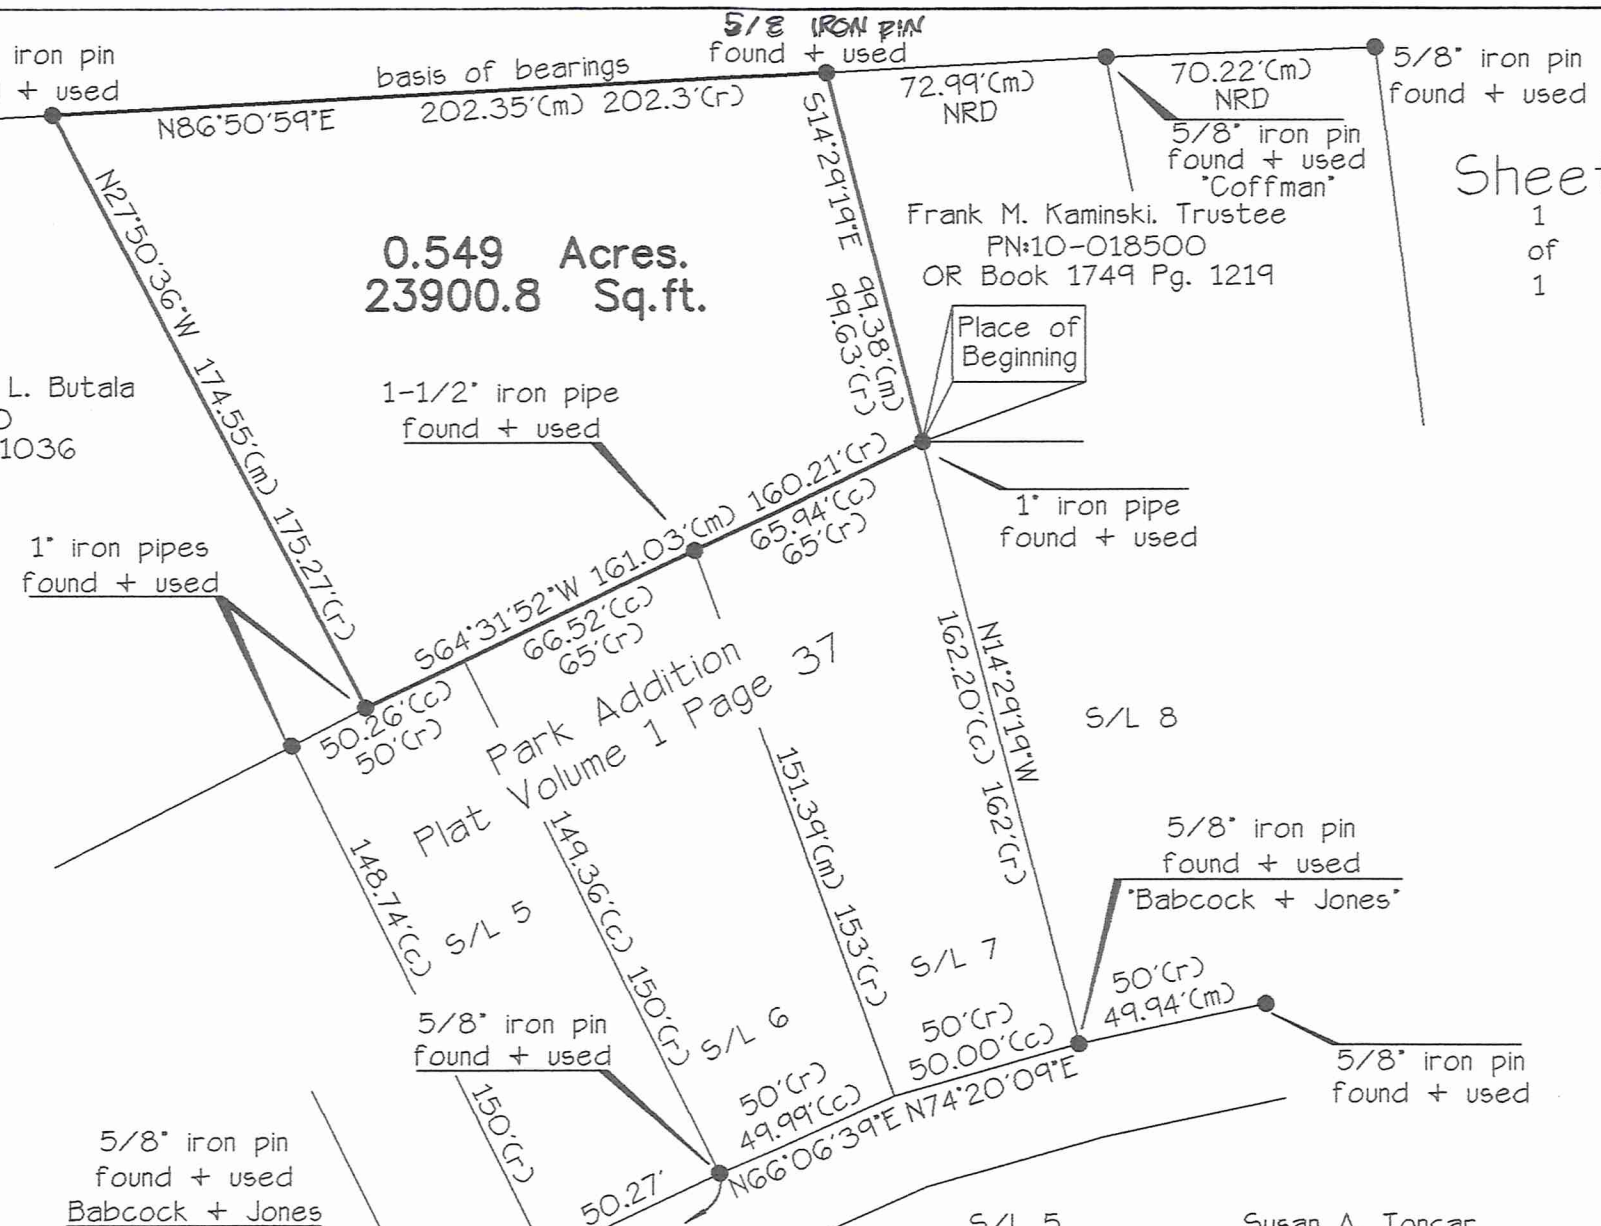 iron pin
+ used
basis of bearings
5/8 IRON PIN
found + used
N86°50'59"E
202.35'(m) 202.3'(r)
72.99'(m)
NRD
70.22'(m)
NRD
5/8" iron pin
found + used
5/8" iron pin
found + used
"Coffman"
Sheet
1
of
1
N27°50'36"W 174.55'(m) 175.27'(r)
0.549 Acres.
23900.8 Sq.ft.
S14°29'19"E 99.38'(m)
99.63'(r)
Frank M. Kaminski. Trustee
PN:10-018500
OR Book 1749 Pg. 1219
Place of
Beginning
L. Butala
1036
1-1/2" iron pipe
found + used
1" iron pipe
found + used
1" iron pipes
found + used
S64°31'52"W 161.03'(m) 160.21'(r)
65.94'(c)
65'(r)
66.52'(c)
65'(r)
50.26'(c)
50'(r)
Park Addition
Plat Volume 1 Page 37
N14°29'19"W
162.20'(c) 162'(r)
S/L 8
148.74'(c)
149.36'(c) 150'(r)
151.39'(m) 153'(r)
S/L 5
S/L 6
S/L 7
5/8" iron pin
found + used
"Babcock + Jones"
50'(r)
49.94'(m)
50'(r)
50.00'(c)
N74°20'09"E
5/8" iron pin
found + used
5/8" iron pin
found + used
50'(r)
49.99'(c)
N66°06'39"E
150'(r)
50.27'
5/8" iron pin
found + used
Babcock + Jones
S/L 5
Susan A. Toncar